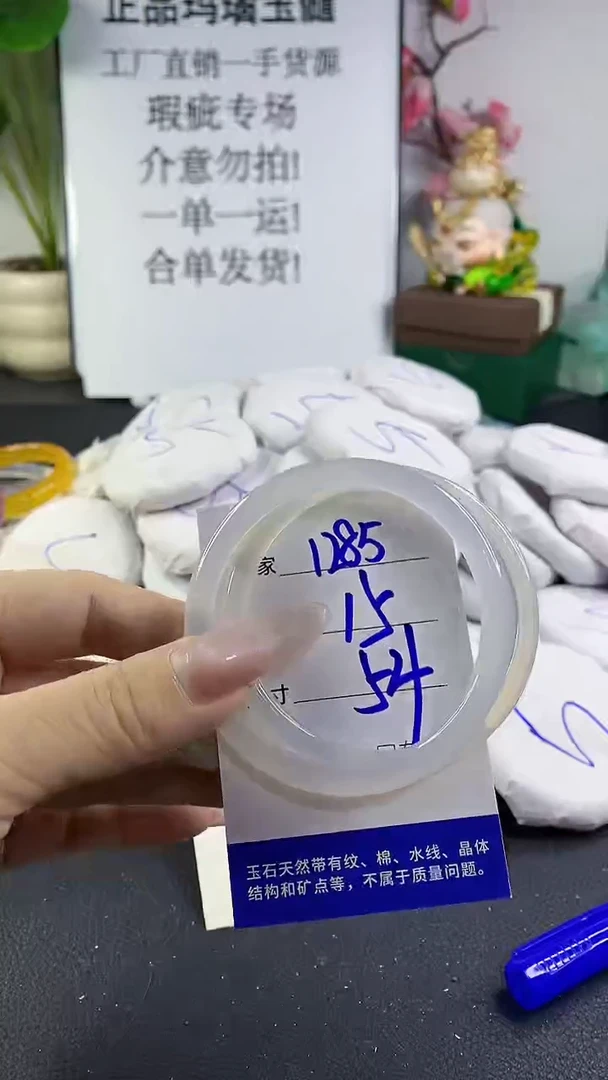 正品玛瑙玉髓
工厂直销一手货源
瑕疵专场
介意勿拍!
一单一运!
合单发货!
家 1285
15
寸 54
玉石天然带有纹、棉、水线、晶体
结构和矿点等，不属于质量问题。